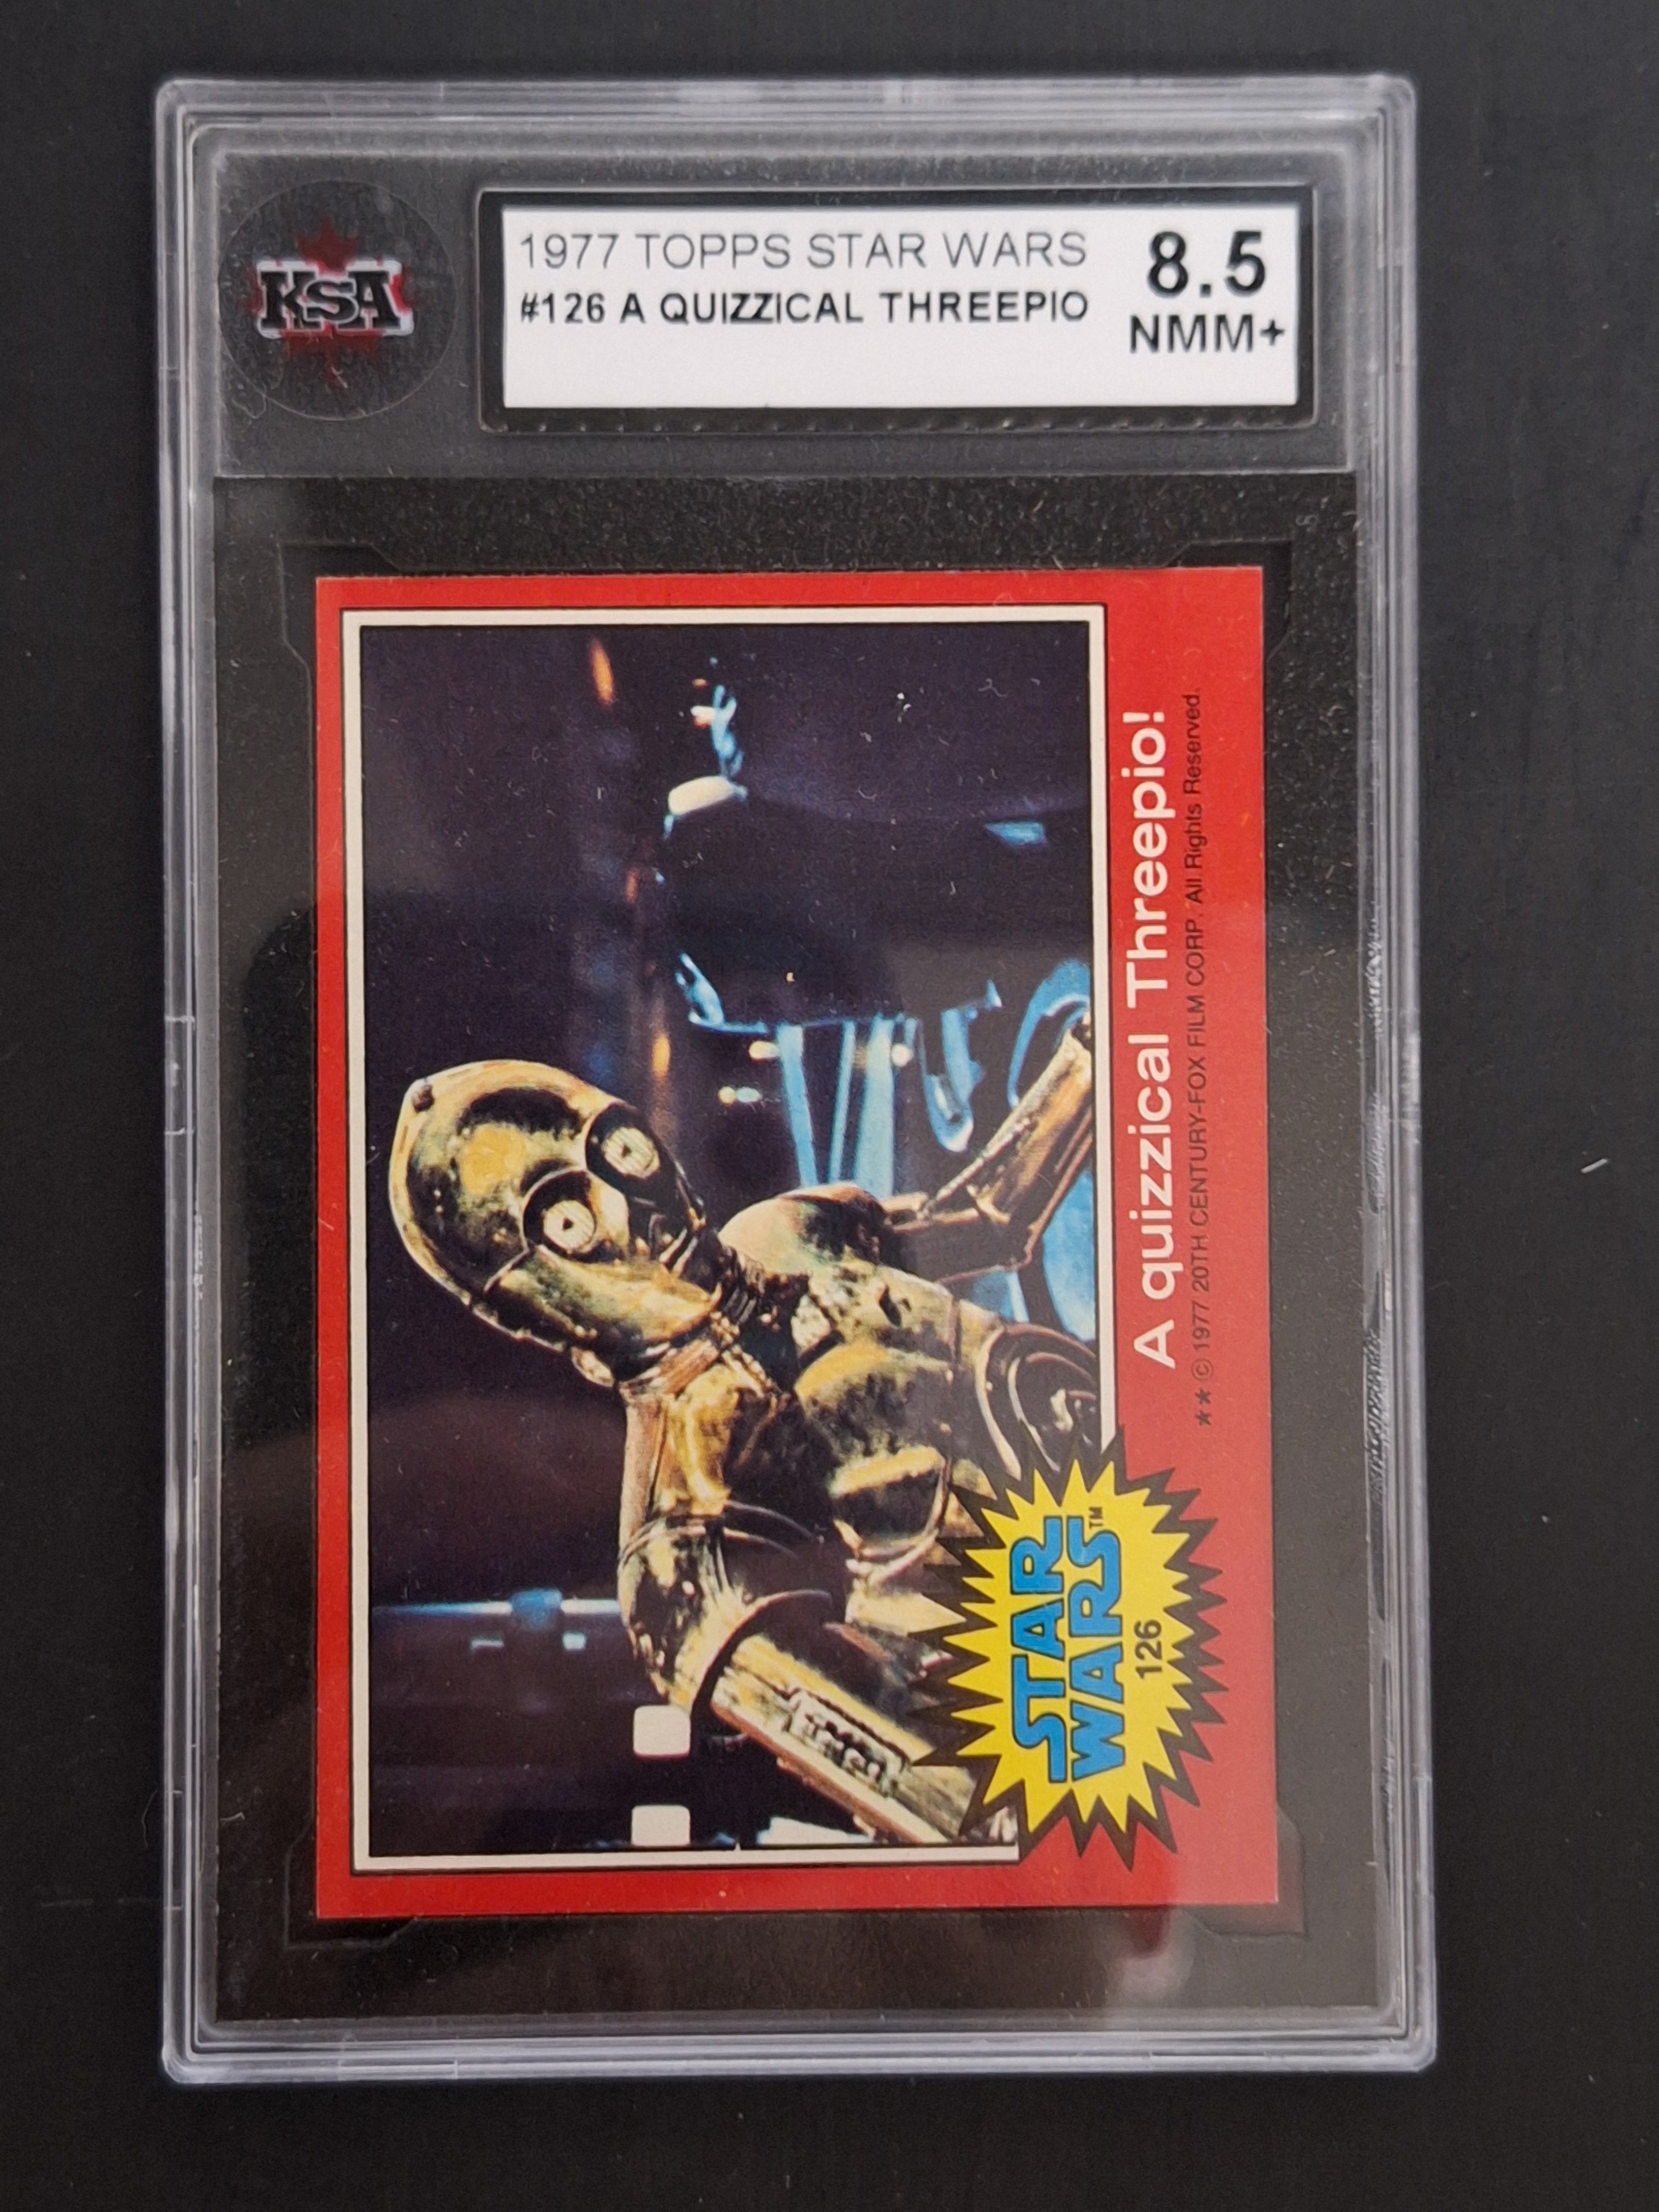 KSA
1977 TOPPS STAR WARS
#126 A QUIZZICAL THREEPIO
8.5
NMM+
A quizzical Threepio!
★★ © 1977 20TH CENTURY-FOX FILM CORP. All Rights Reserved.
STAR
WARS™
126